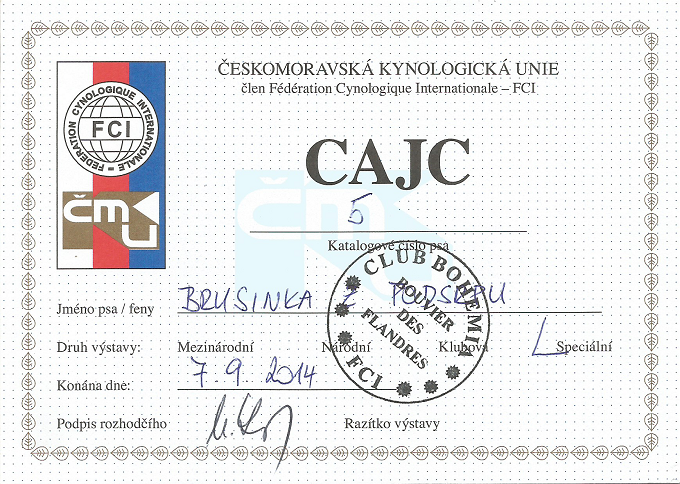 ČESKOMORAVSKÁ KYNOLOGICKÁ UNIE
člen Fédération Cynologique Internationale – FCI
FEDERATION CYNOLOGIQUE INTERNATIONALE
FCI
ČMKU
CAJC
5
Katalogové číslo psa
Jméno psa / feny BRUSINKA Z PODSRPU
Druh výstavy: Mezinárodní Národní Klubová Speciální
Konána dne: 7. 9. 2014
Podpis rozhodčího Razítko výstavy
CLUB BOHEMIA
BOUVIER
DES
FLANDRES
FCI